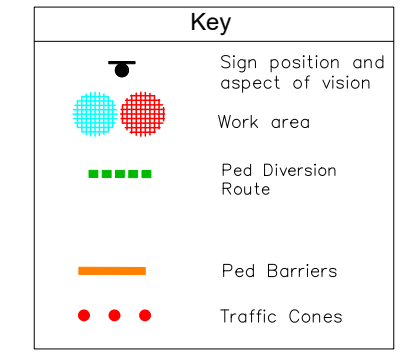 Key
Sign position and
aspect of vision
Work area
Ped Diversion
Route
Ped Barriers
Traffic Cones